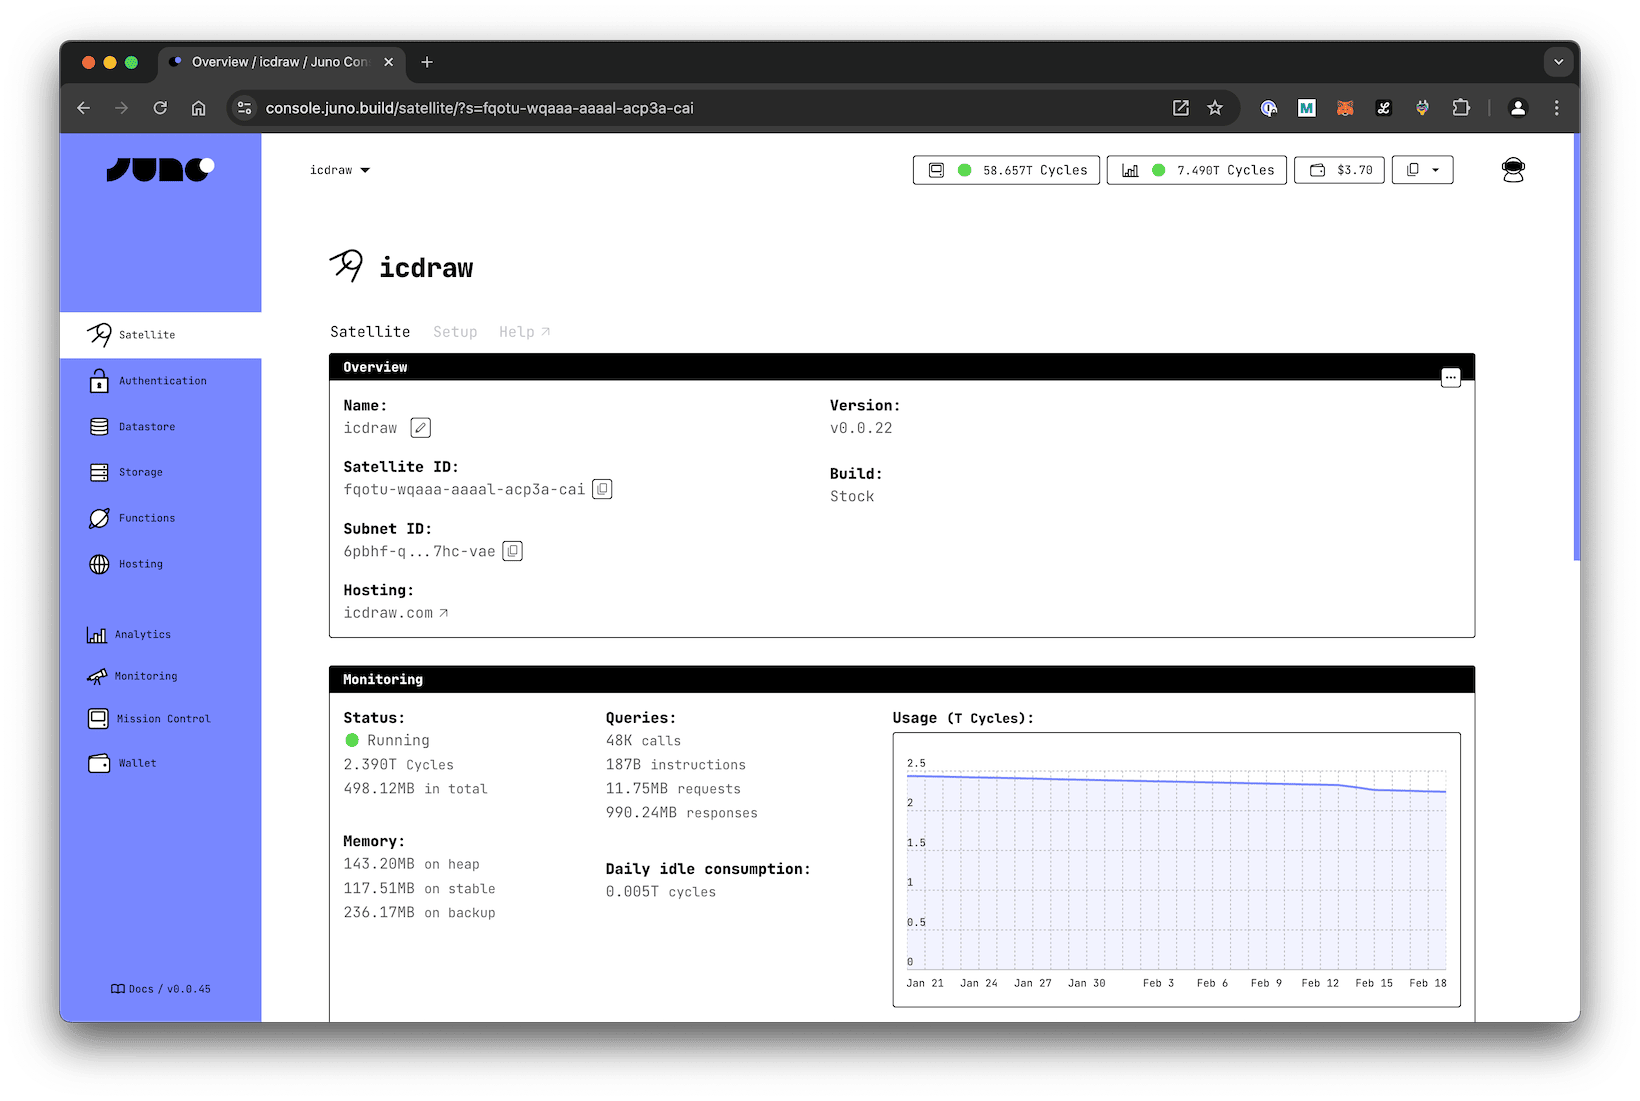 Overview / icdraw / Juno Con
console.juno.build/satellite/?s=fqotu-wqaaa-aaaal-acp3a-cai
JUNO
icdraw
58.657T Cycles
7.490T Cycles
$3.70
icdraw
Satellite
Authentication
Datastore
Storage
Functions
Hosting
Analytics
Monitoring
Mission Control
Wallet
Docs / v0.0.45
Satellite Setup Help
Overview
Name:
icdraw
Satellite ID:
fqotu-wqaaa-aaaal-acp3a-cai
Subnet ID:
6pbhf-q...7hc-vae
Hosting:
icdraw.com
Version:
v0.0.22
Build:
Stock
Monitoring
Status:
Running
2.390T Cycles
498.12MB in total
Memory:
143.20MB on heap
117.51MB on stable
236.17MB on backup
Queries:
48K calls
187B instructions
11.75MB requests
990.24MB responses
Daily idle consumption:
0.005T cycles
Usage (T Cycles):
2.5
2
1.5
1
0.5
0
Jan 21 Jan 24 Jan 27 Jan 30 Feb 3 Feb 6 Feb 9 Feb 12 Feb 15 Feb 18